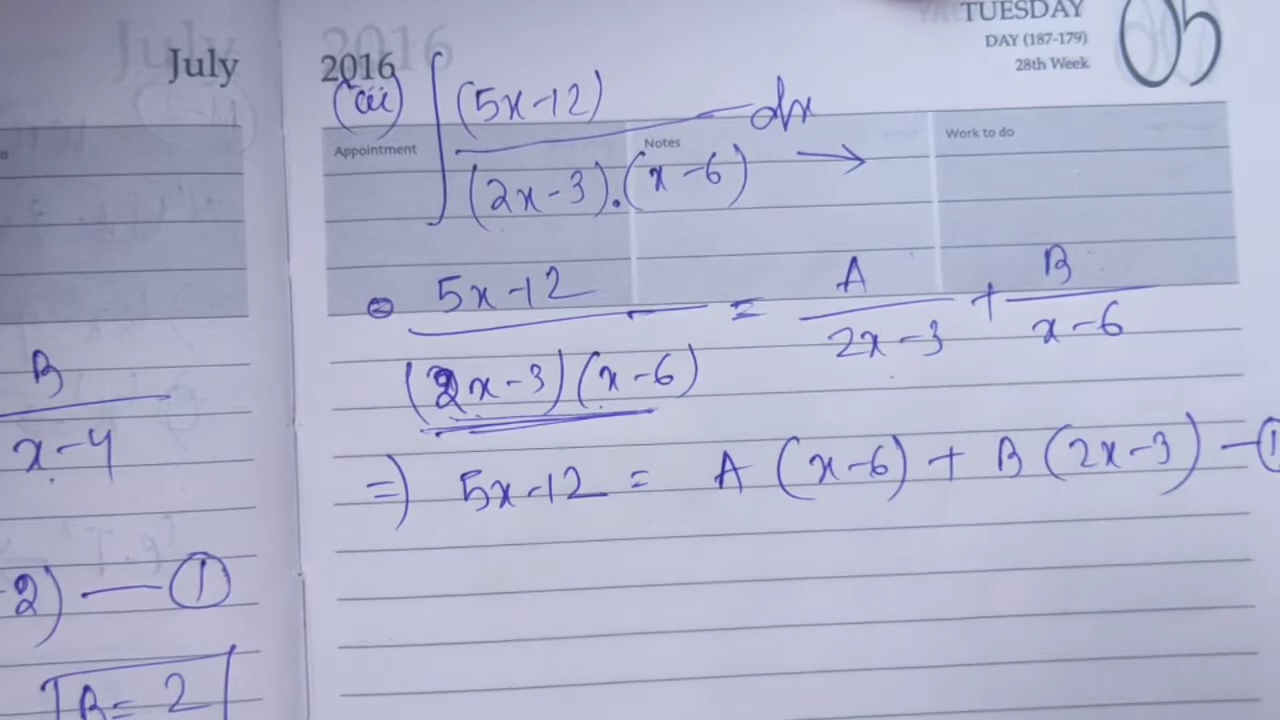 July
B
x-4
2) — ①
B = 2
2016
TUESDAY
DAY (187-179)
28th Week
05
Appointment
Notes
Work to do
(iii) ∫ (5x-12) / (2x-3).(x-6) dx →
5x-12 / (2x-3)(x-6) = A / 2x-3 + B / x-6
⇒) 5x-12 = A (x-6) + B (2x-3) — ①